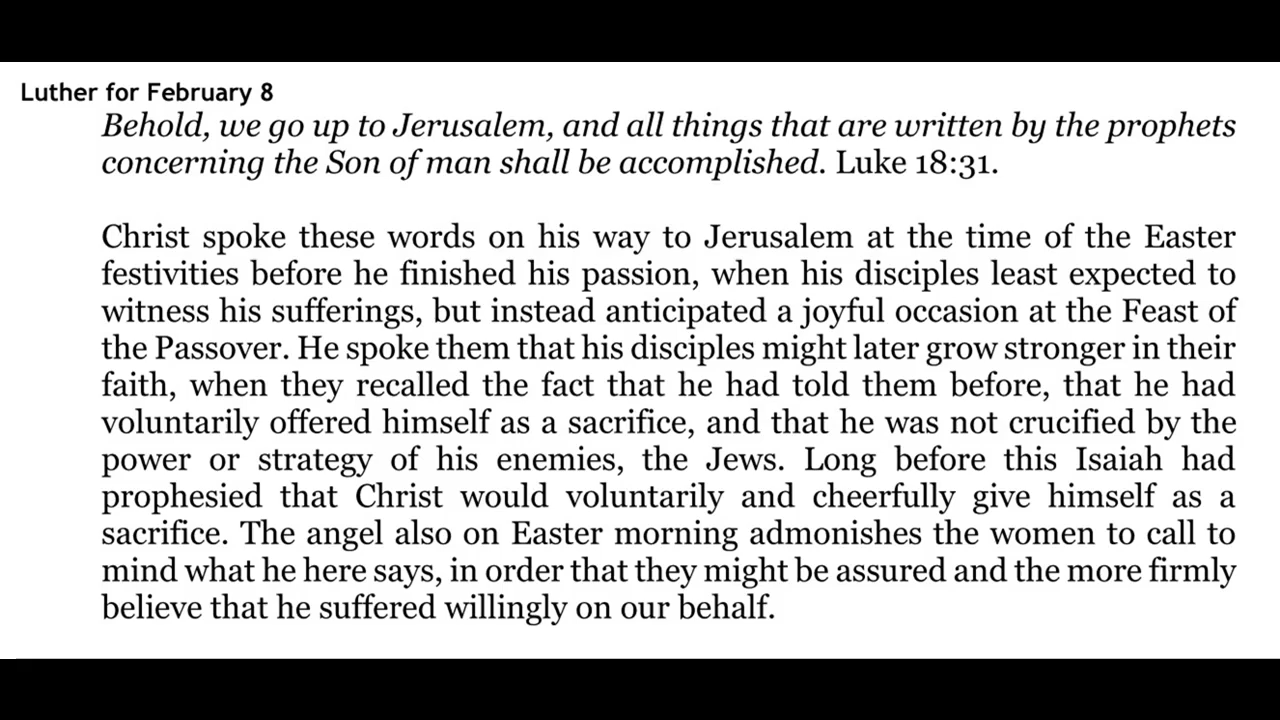 Luther for February 8
Behold, we go up to Jerusalem, and all things that are written by the prophets
concerning the Son of man shall be accomplished. Luke 18:31.
Christ spoke these words on his way to Jerusalem at the time of the Easter
festivities before he finished his passion, when his disciples least expected to
witness his sufferings, but instead anticipated a joyful occasion at the Feast of
the Passover. He spoke them that his disciples might later grow stronger in their
faith, when they recalled the fact that he had told them before, that he had
voluntarily offered himself as a sacrifice, and that he was not crucified by the
power or strategy of his enemies, the Jews. Long before this Isaiah had
prophesied that Christ would voluntarily and cheerfully give himself as a
sacrifice. The angel also on Easter morning admonishes the women to call to
mind what he here says, in order that they might be assured and the more firmly
believe that he suffered willingly on our behalf.